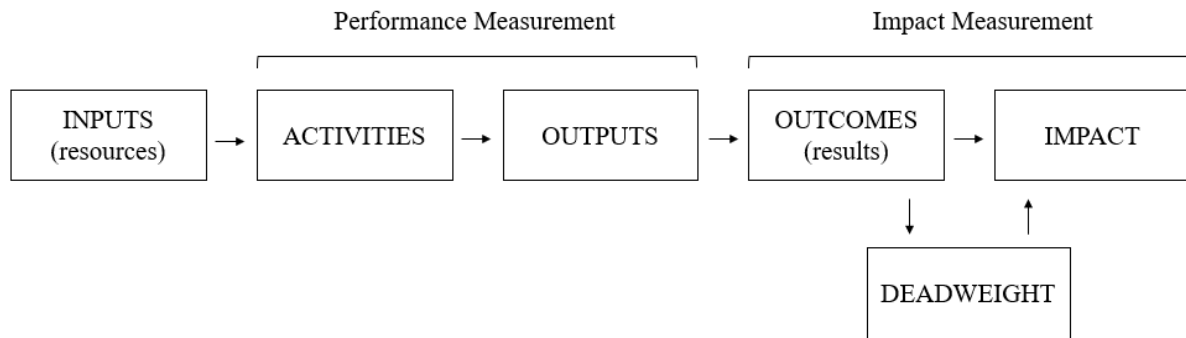 Performance Measurement
Impact Measurement
INPUTS
(resources)
ACTIVITIES
OUTPUTS
OUTCOMES
(results)
IMPACT
DEADWEIGHT